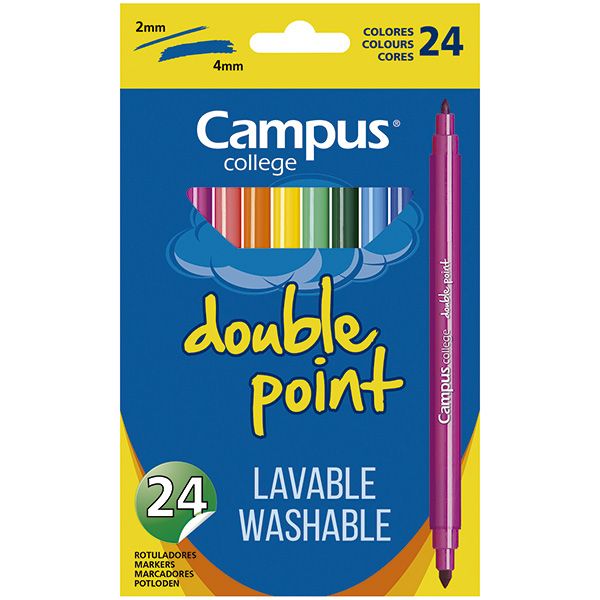 2mm
4mm
COLORES
COLOURS
CORES
24
Campus®
college
double
point
Campus.college double point
24
LAVABLE
WASHABLE
ROTULADORES
MARKERS
MARCADORES
POTLODEN